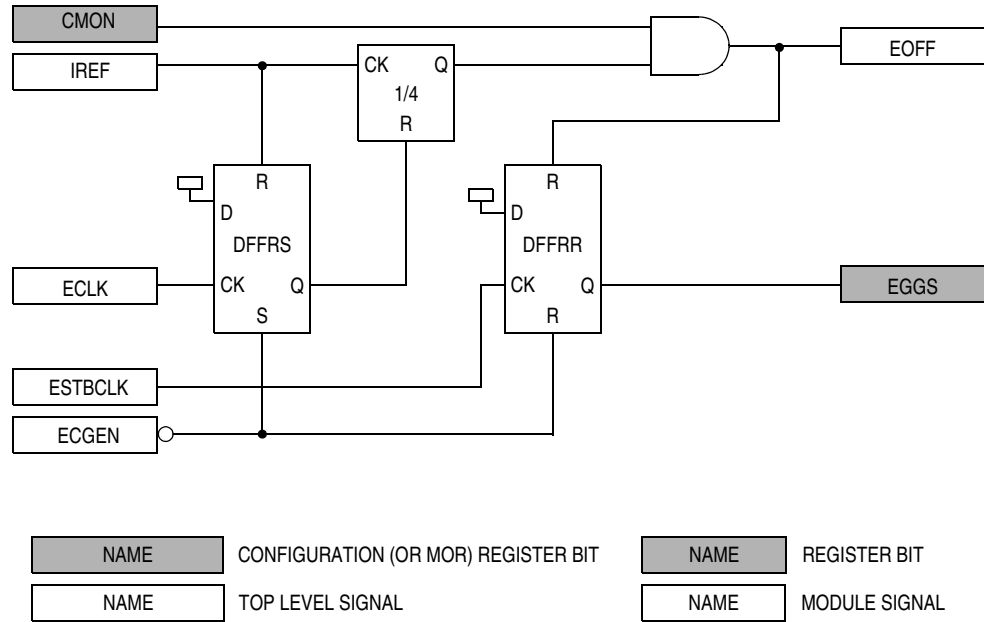 CMON
IREF
CK Q
1/4
R
EOFF
R
D
DFFRS
CK Q
S
R
D
DFFRR
CK Q
R
ECLK
EGGS
ESTBCLK
ECGEN
NAME CONFIGURATION (OR MOR) REGISTER BIT
NAME REGISTER BIT
NAME TOP LEVEL SIGNAL
NAME MODULE SIGNAL